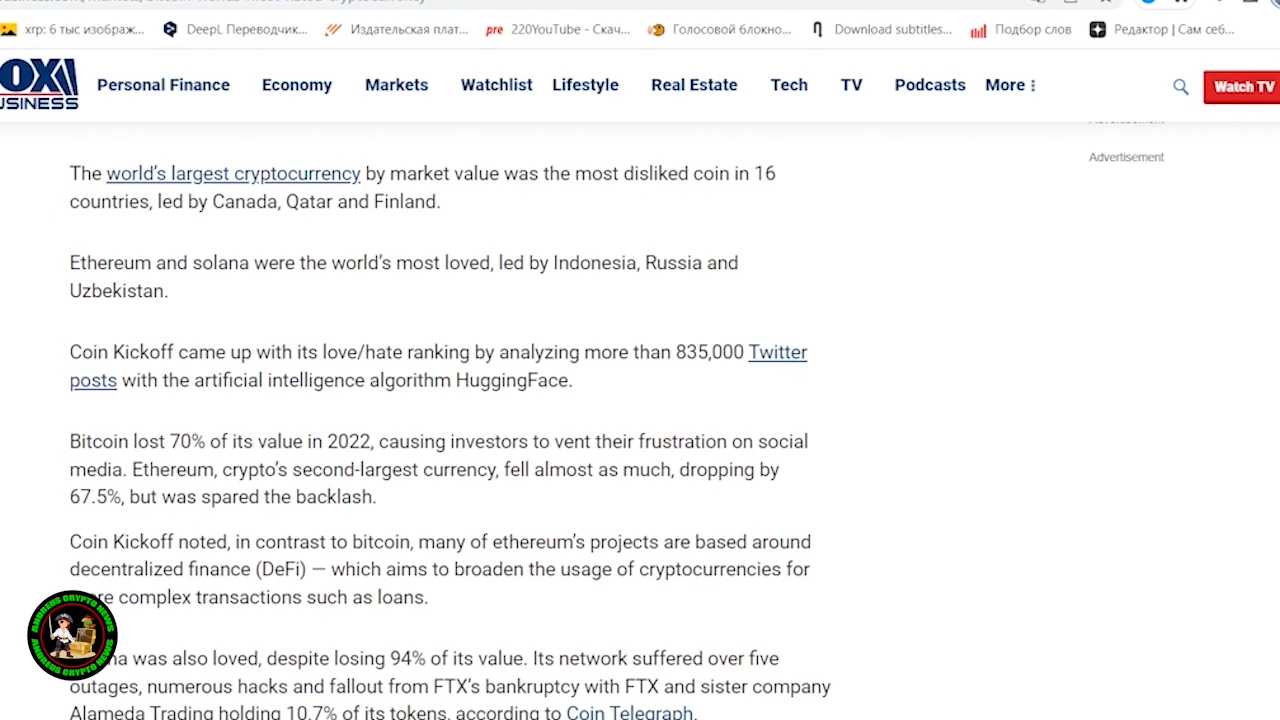 xrp: 6 тыс изображ...
DeepL Переводчик...
Издательская плат...
pre 220YouTube - Скач...
Голосовой блокно...
Download subtitles...
Подбор слов
Редактор | Сам себ...
OX
USINESS
Personal Finance Economy Markets Watchlist Lifestyle Real Estate Tech TV Podcasts More
Watch TV
Advertisement
The world's largest cryptocurrency by market value was the most disliked coin in 16
countries, led by Canada, Qatar and Finland.
Ethereum and solana were the world's most loved, led by Indonesia, Russia and
Uzbekistan.
Coin Kickoff came up with its love/hate ranking by analyzing more than 835,000 Twitter
posts with the artificial intelligence algorithm HuggingFace.
Bitcoin lost 70% of its value in 2022, causing investors to vent their frustration on social
media. Ethereum, crypto's second-largest currency, fell almost as much, dropping by
67.5%, but was spared the backlash.
Coin Kickoff noted, in contrast to bitcoin, many of ethereum's projects are based around
decentralized finance (DeFi) — which aims to broaden the usage of cryptocurrencies for
complex transactions such as loans.
was also loved, despite losing 94% of its value. Its network suffered over five
outages, numerous hacks and fallout from FTX's bankruptcy with FTX and sister company
Alameda Trading holding 10.7% of its tokens, according to Coin Telegraph.
ANDREUS CRYPTO NEWS
ANDREUS CRYPTO NEWS